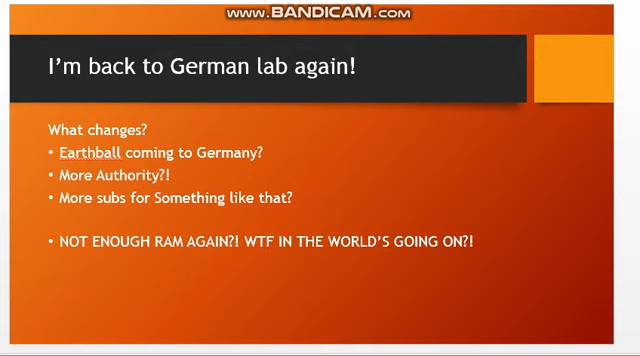 www.BANDICAM.com
I'm back to German lab again!
What changes?
• Earthball coming to Germany?
• More Authority?!
• More subs for Something like that?
• NOT ENOUGH RAM AGAIN?! WTF IN THE WORLD'S GOING ON?!